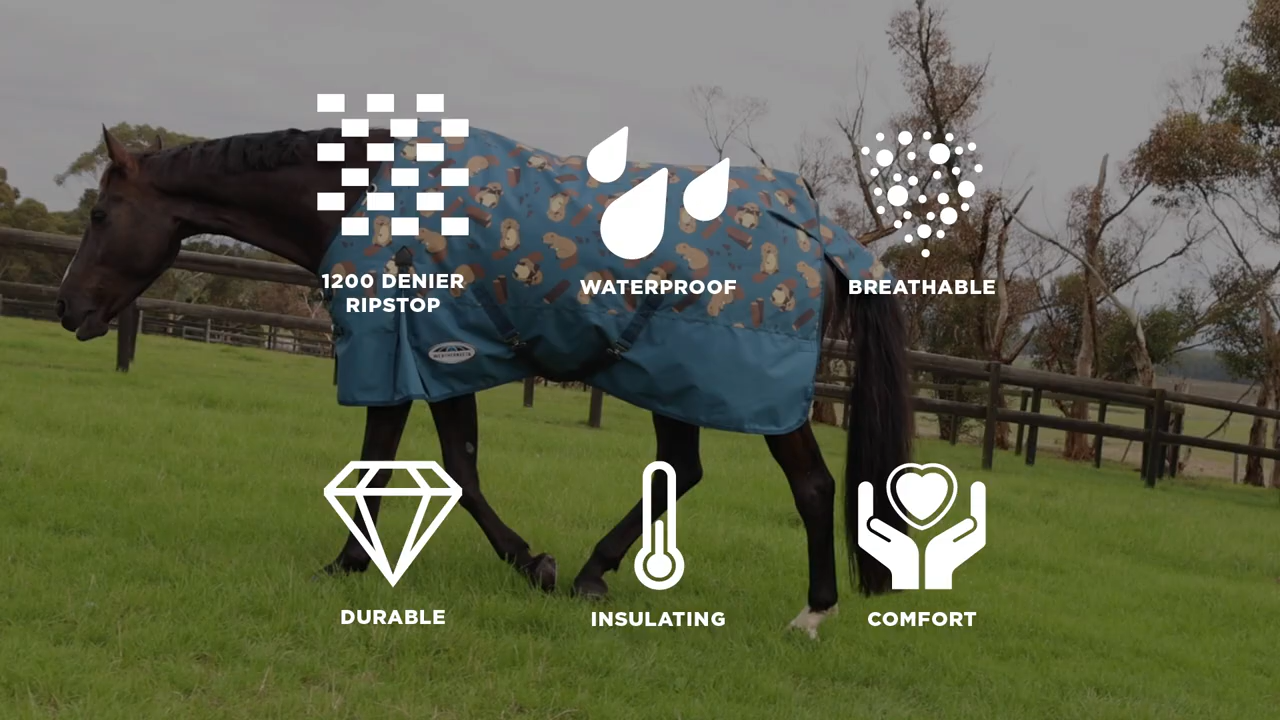 1200 DENIER
RIPSTOP
WATERPROOF
BREATHABLE
DURABLE
INSULATING
COMFORT